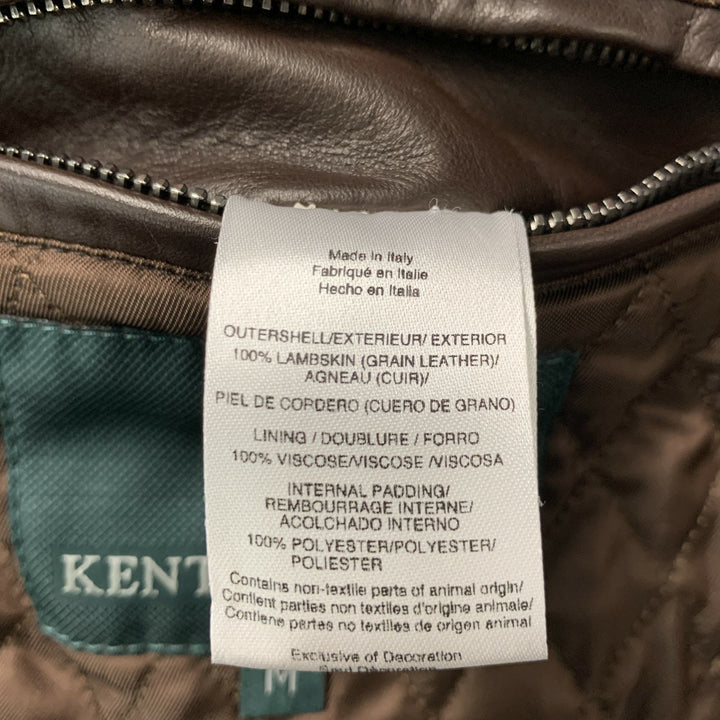 Made in Italy
Fabriqué en Italie
Hecho en Italia
OUTERSHELL/EXTERIEUR/ EXTERIOR
100% LAMBSKIN (GRAIN LEATHER)/
AGNEAU (CUIR)/
PIEL DE CORDERO (CUERO DE GRANO)
LINING / DOUBLURE / FORRO
100% VISCOSE/VISCOSE /VISCOSA
INTERNAL PADDING/
REMBOURRAGE INTERNE/
ACOLCHADO INTERNO
100% POLYESTER/POLYESTER/
POLIESTER
Contains non-textile parts of animal origin/
Contient parties non textiles d'origine animale/
Contiene partes no textiles de origen animal
Exclusive of Decoration
KENT
M